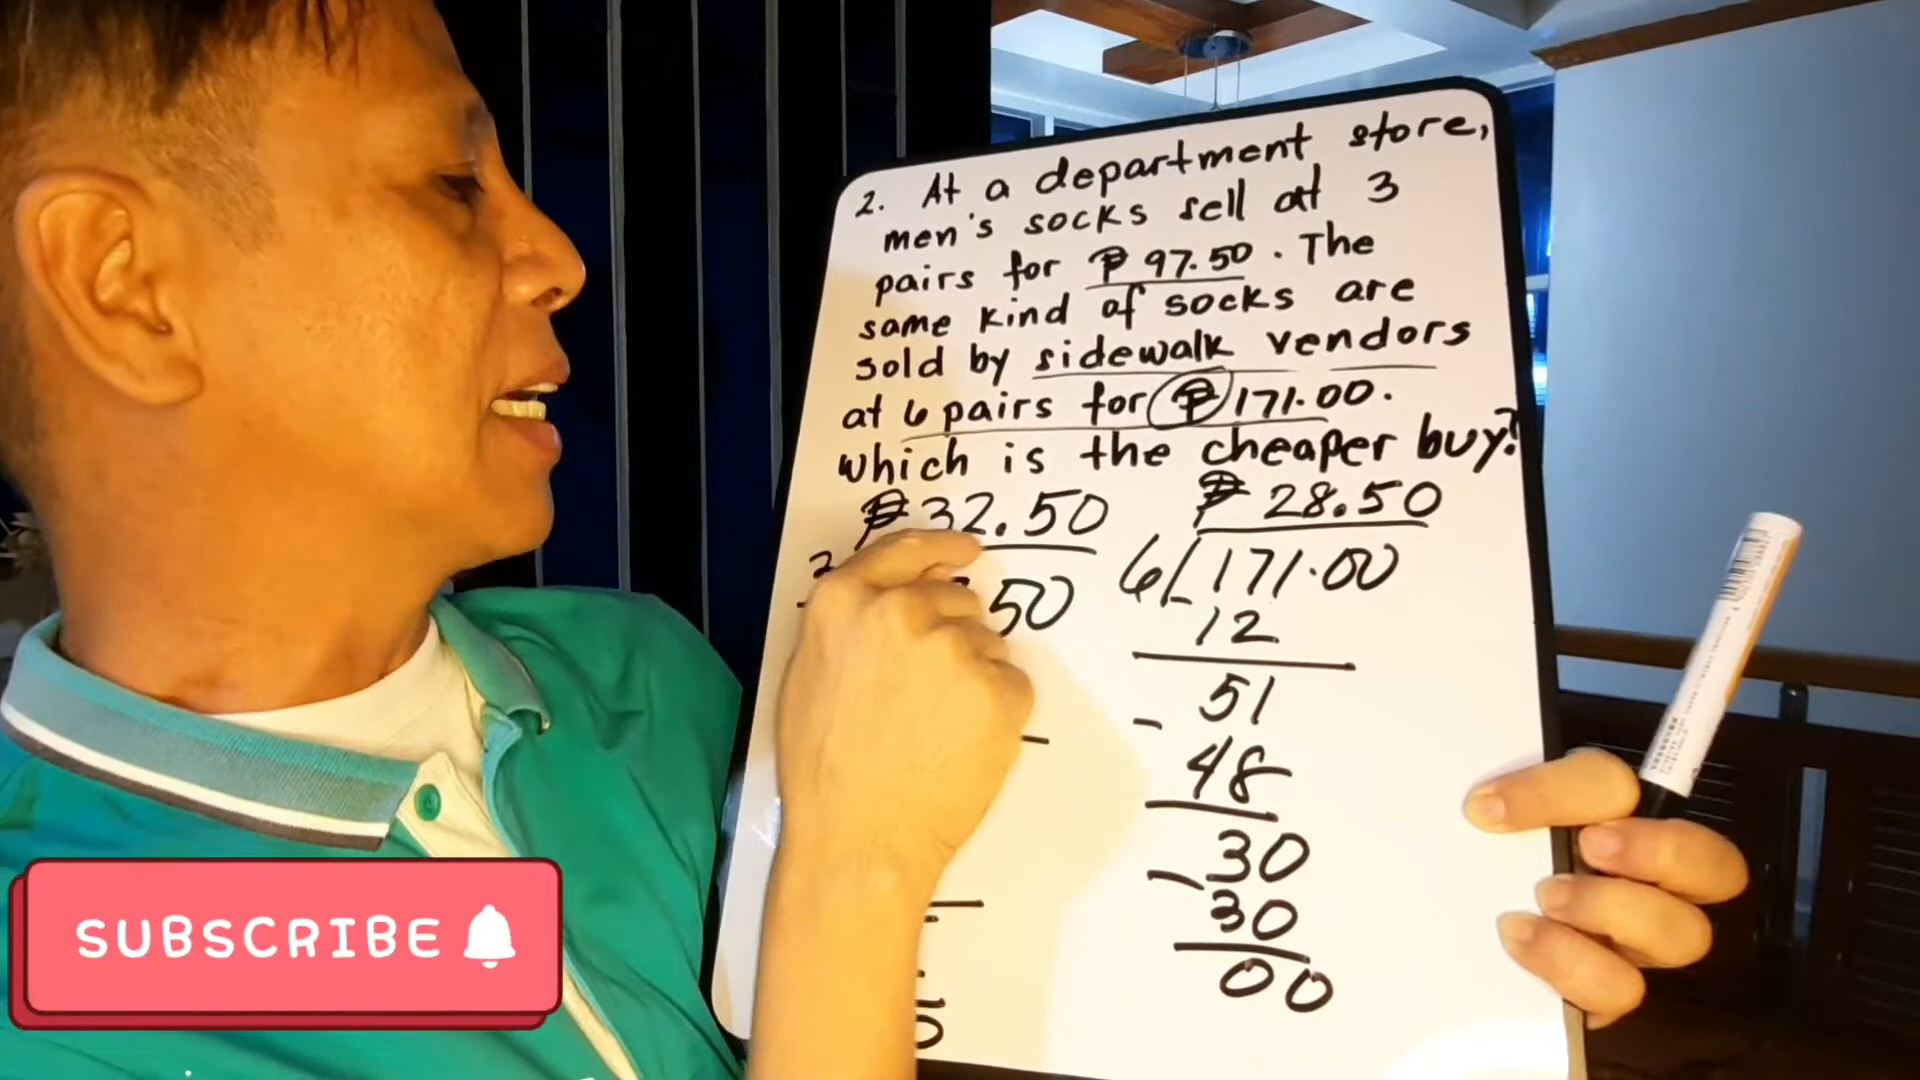 2. At a department store,
men's socks sell at 3
pairs for ₱ 97.50. The
same kind of socks are
sold by sidewalk vendors
at 6 pairs for ₱ 171.00.
which is the cheaper buy?
₱ 32.50
50
₱ 28.50
6 171.00
12
51
- 48
30
- 30
00
SUBSCRIBE